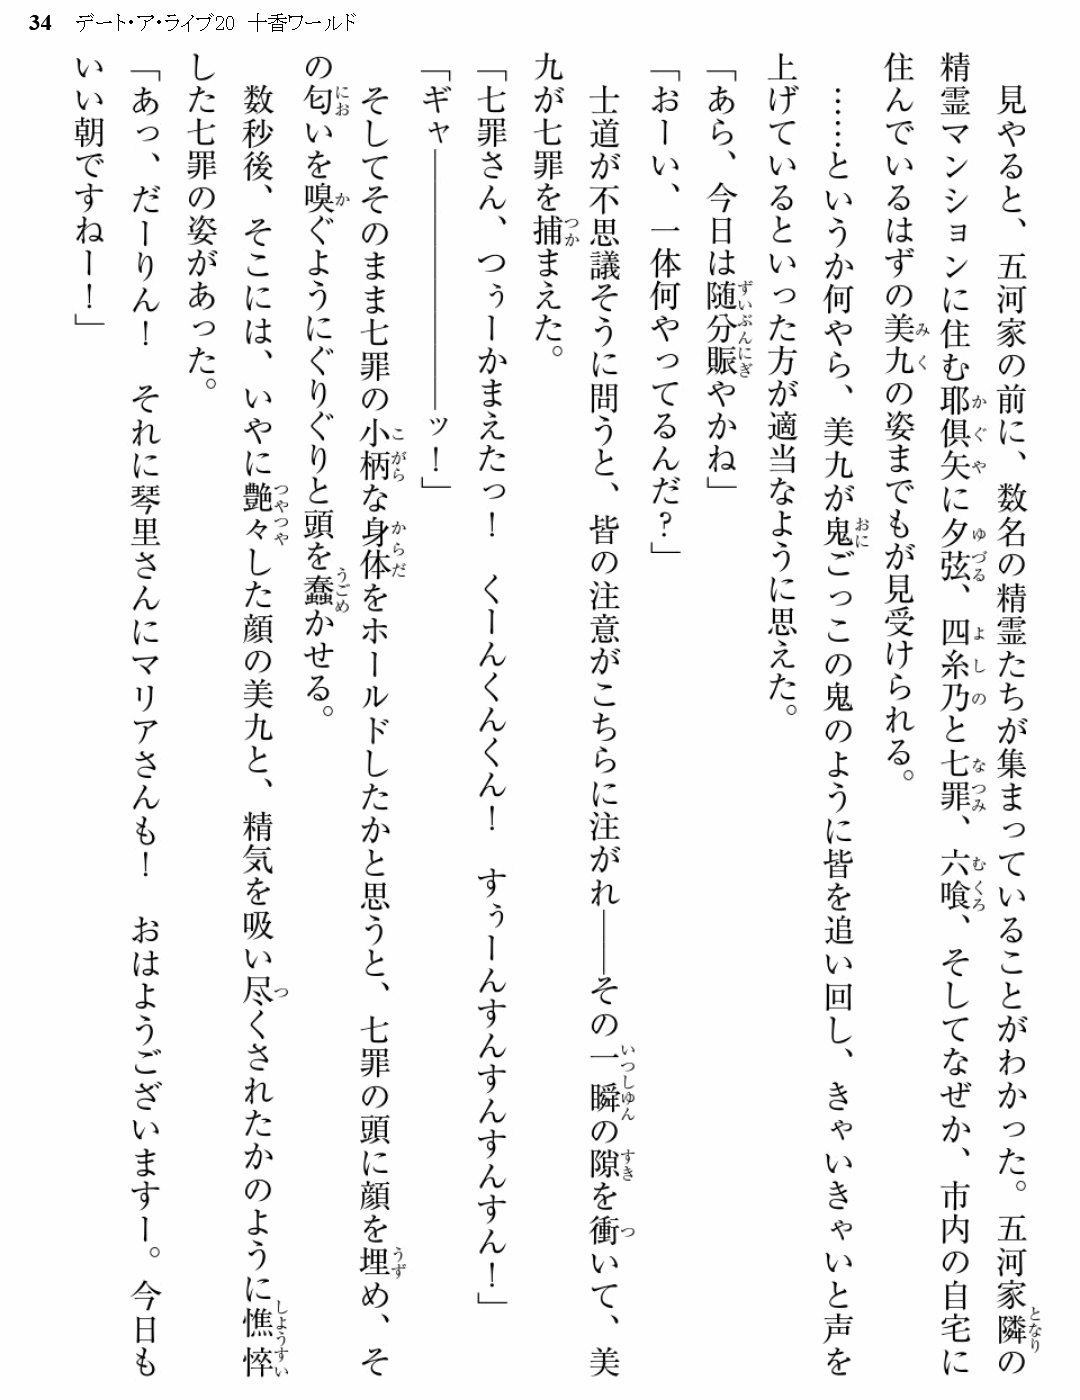 34 デート・ア・ライブ20 十香ワールド
見やると、五河家の前に、数名の精霊たちが集まっていることがわかった。五河家隣の
精霊マンションに住む耶倶矢に夕弦、四糸乃と七罪、六喰、そしてなぜか、市内の自宅に
住んでいるはずの美九の姿までもが見受けられる。
……というか何やら、美九が鬼ごっこの鬼のように皆を追い回し、きゃいきゃいと声を
上げているといった方が適当なように思えた。
「あら、今日は随分賑やかね」
「おーい、一体何やってるんだ？」
士道が不思議そうに問うと、皆の注意がこちらに注がれ――その一瞬の隙を衝いて、美
九が七罪を捕まえた。
「七罪さん、つぅーかまえたっ！　くーんくんくん！　すぅーんすんすんすんすん！」
「ギャ――――――――ッ！」
そしてそのまま七罪の小柄な身体をホールドしたかと思うと、七罪の頭に顔を埋め、そ
の匂いを嗅ぐようにぐりぐりと頭を蠢かせる。
数秒後、そこには、いやに艶々した顔の美九と、精気を吸い尽くされたかのように憔悴
した七罪の姿があった。
「あっ、だーりん！　それに琴里さんにマリアさんも！　おはようございますー。今日も
いい朝ですねー！」